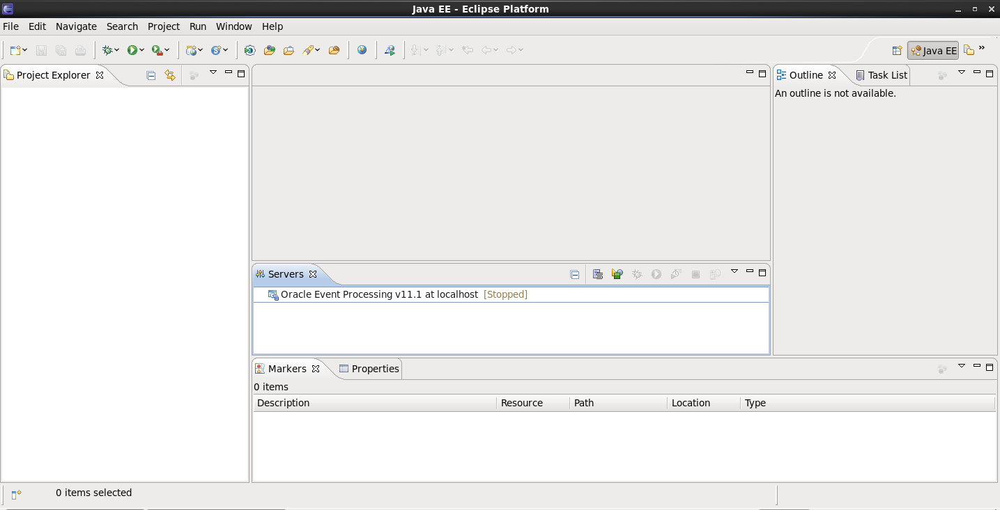 Java EE - Eclipse Platform
File Edit Navigate Search Project Run Window Help
Java EE
Project Explorer
Outline
Task List
An outline is not available.
Servers
Oracle Event Processing v11.1 at localhost [Stopped]
Markers
Properties
0 items
Description Resource Path Location Type
0 items selected